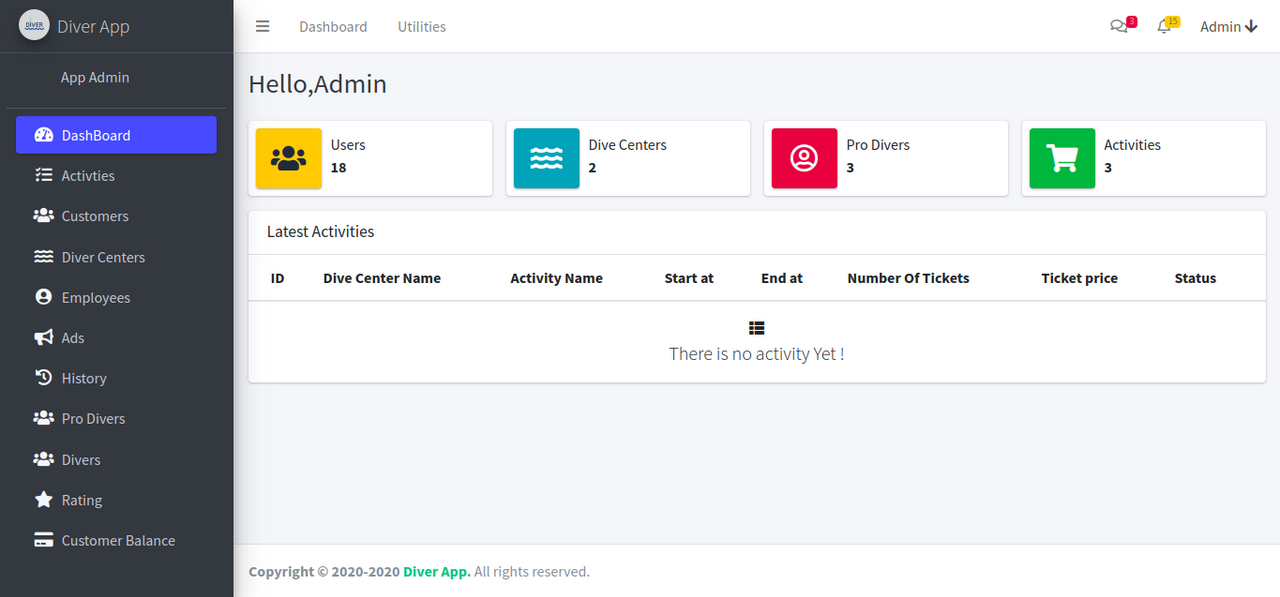 DIVER
Diver App
Dashboard
Utilities
3
15
Admin
App Admin
DashBoard
Activties
Customers
Diver Centers
Employees
Ads
History
Pro Divers
Divers
Rating
Customer Balance
Hello,Admin
Users
18
Dive Centers
2
Pro Divers
3
Activities
3
Latest Activities
ID Dive Center Name Activity Name Start at End at Number Of Tickets Ticket price Status
There is no activity Yet !
Copyright © 2020-2020 Diver App. All rights reserved.